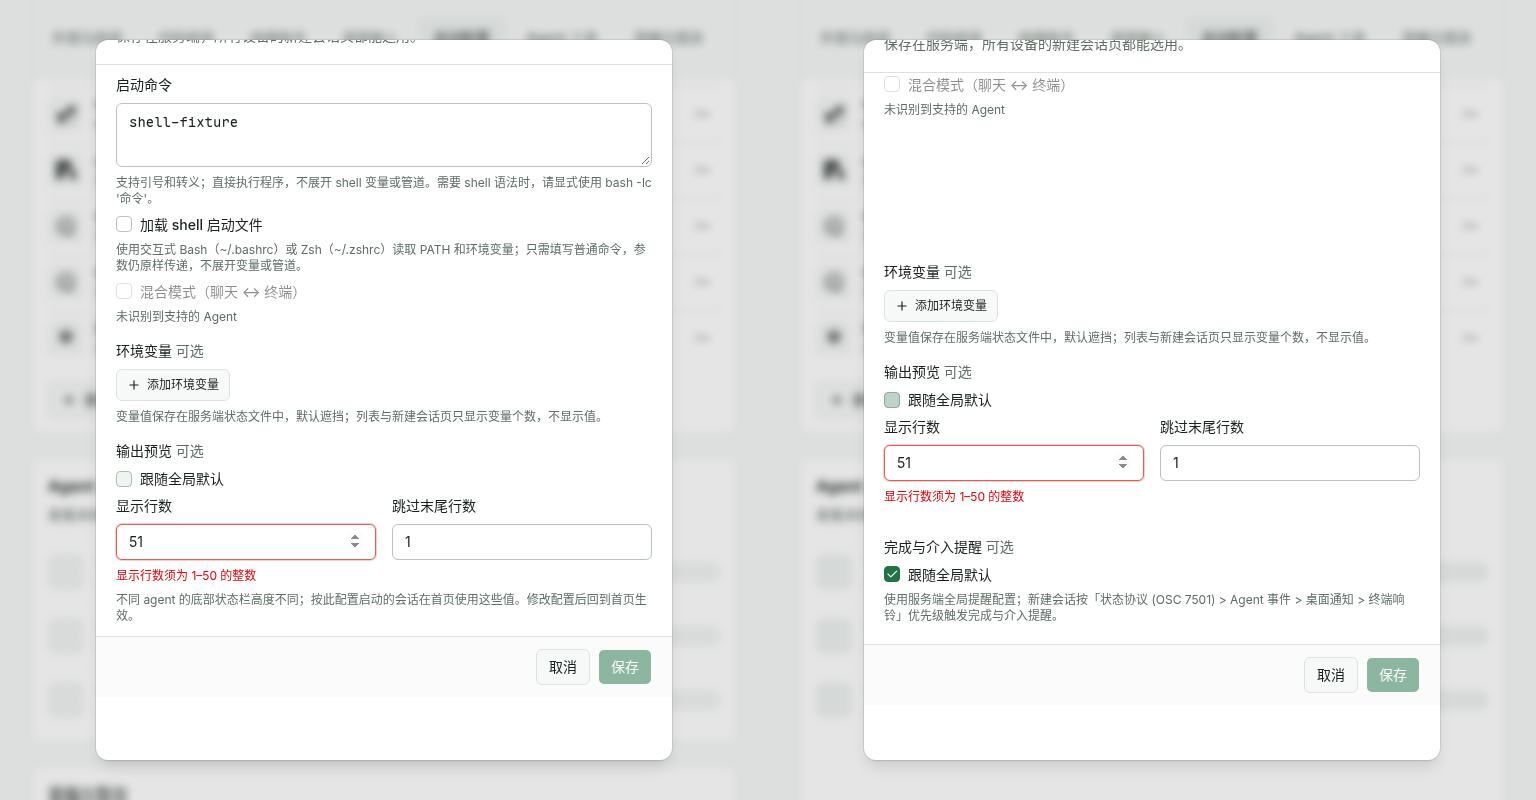 启动命令
shell-fixture
支持引号和转义；直接执行程序，不展开 shell 变量或管道。需要 shell 语法时，请显式使用 bash -lc
'命令'。
加载 shell 启动文件
使用交互式 Bash（~/.bashrc）或 Zsh（~/.zshrc）读取 PATH 和环境变量；只需填写普通命令，参
数仍原样传递，不展开变量或管道。
混合模式（聊天 ↔ 终端）
未识别到支持的 Agent
环境变量 可选
+ 添加环境变量
变量值保存在服务端状态文件中，默认遮挡；列表与新建会话页只显示变量个数，不显示值。
输出预览 可选
跟随全局默认
显示行数 跳过末尾行数
51 1
显示行数须为 1–50 的整数
不同 agent 的底部状态栏高度不同；按此配置启动的会话在首页使用这些值。修改配置后回到首页生
效。
取消 保存
保存在服务端，所有设备的新建会话页都能选用。
混合模式（聊天 ↔ 终端）
未识别到支持的 Agent
环境变量 可选
+ 添加环境变量
变量值保存在服务端状态文件中，默认遮挡；列表与新建会话页只显示变量个数，不显示值。
输出预览 可选
跟随全局默认
显示行数 跳过末尾行数
51 1
显示行数须为 1–50 的整数
完成与介入提醒 可选
跟随全局默认
使用服务端全局提醒配置；新建会话按「状态协议 (OSC 7501) > Agent 事件 > 桌面通知 > 终端响
铃」优先级触发完成与介入提醒。
取消 保存